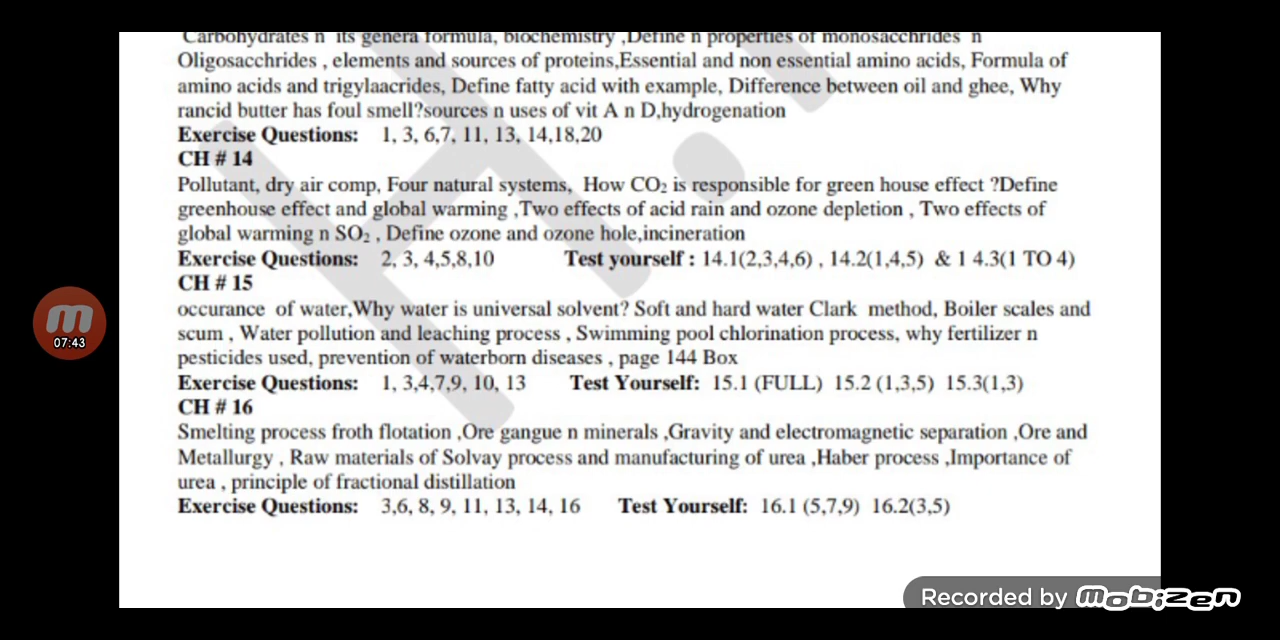 Carbohydrates n its genera formula, biochemistry ,Define n properties of monosacchrides n
Oligosacchrides , elements and sources of proteins,Essential and non essential amino acids, Formula of
amino acids and trigylaacrides, Define fatty acid with example, Difference between oil and ghee, Why
rancid butter has foul smell?sources n uses of vit A n D,hydrogenation
Exercise Questions: 1, 3, 6,7, 11, 13, 14,18,20
CH # 14
Pollutant, dry air comp, Four natural systems, How CO₂ is responsible for green house effect ?Define
greenhouse effect and global warming ,Two effects of acid rain and ozone depletion , Two effects of
global warming n SO₂ , Define ozone and ozone hole,incineration
Exercise Questions: 2, 3, 4,5,8,10 Test yourself : 14.1(2,3,4,6) , 14.2(1,4,5) & 1 4.3(1 TO 4)
CH # 15
occurance of water,Why water is universal solvent? Soft and hard water Clark method, Boiler scales and
scum , Water pollution and leaching process , Swimming pool chlorination process, why fertilizer n
pesticides used, prevention of waterborn diseases , page 144 Box
Exercise Questions: 1, 3,4,7,9, 10, 13 Test Yourself: 15.1 (FULL) 15.2 (1,3,5) 15.3(1,3)
CH # 16
Smelting process froth flotation ,Ore gangue n minerals ,Gravity and electromagnetic separation ,Ore and
Metallurgy , Raw materials of Solvay process and manufacturing of urea ,Haber process ,Importance of
urea , principle of fractional distillation
Exercise Questions: 3,6, 8, 9, 11, 13, 14, 16 Test Yourself: 16.1 (5,7,9) 16.2(3,5)
07:43
Recorded by mobizen